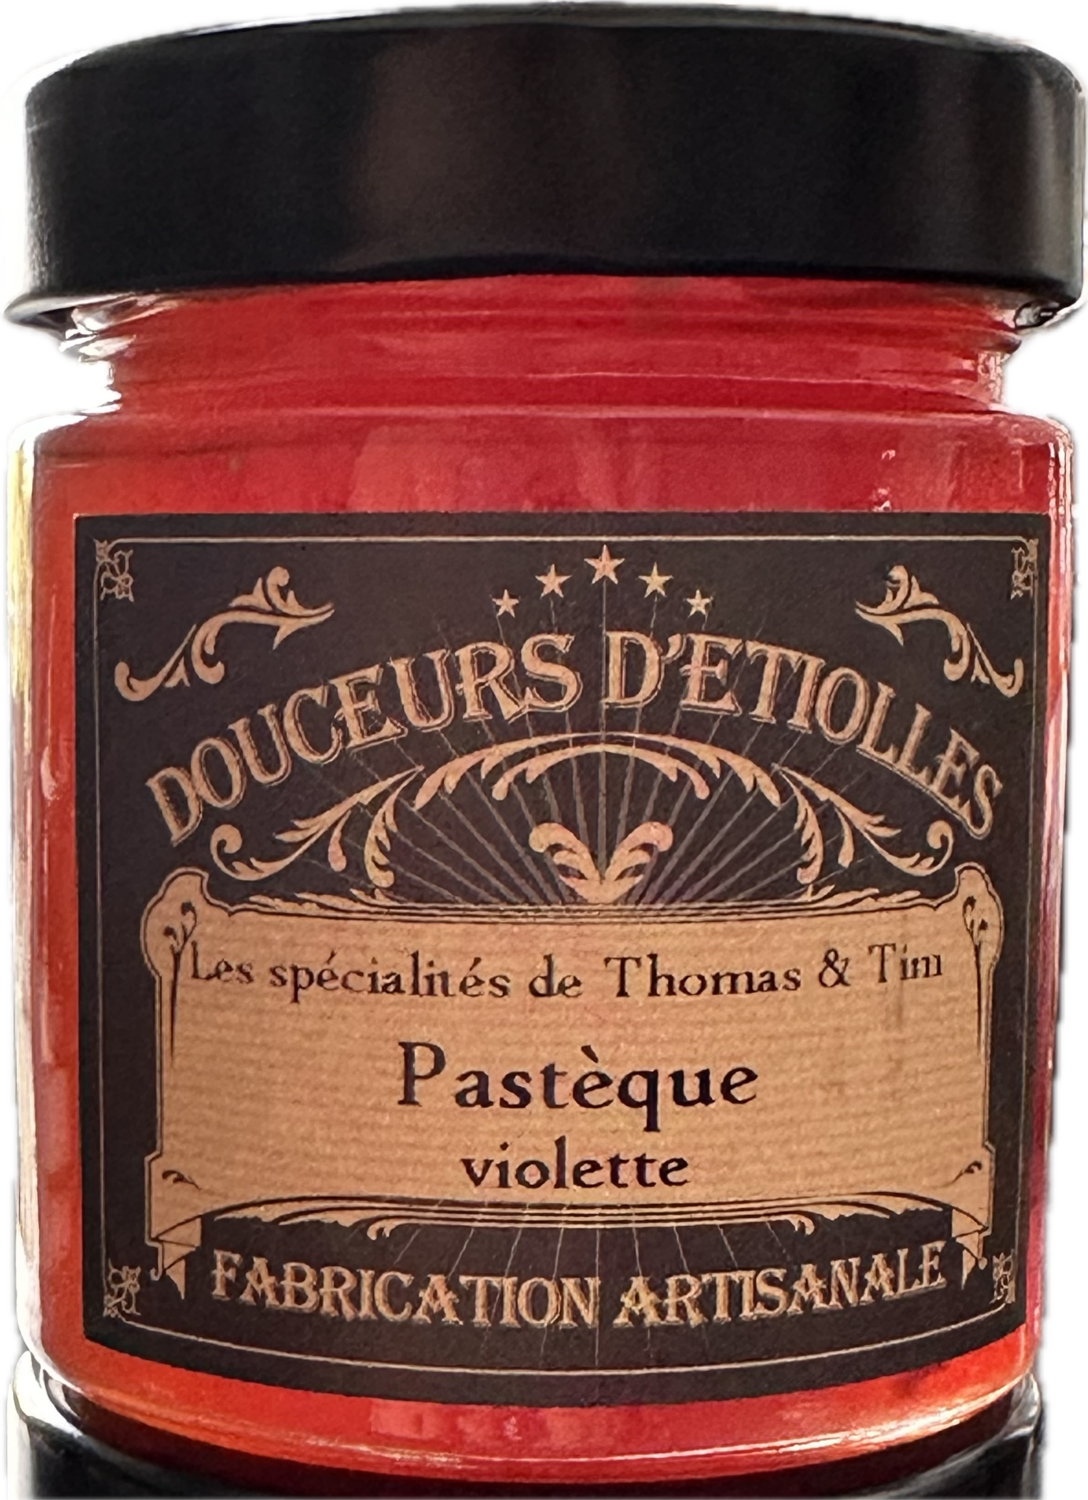 DOUCEURS D'ETIOLLES
Les spécialités de Thomas & Tim
Pastèque
violette
FABRICATION ARTISANALE